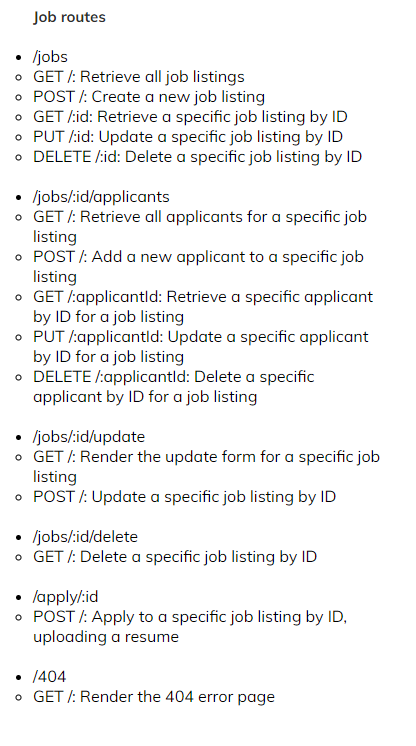 Job routes
/jobs
GET /: Retrieve all job listings
POST /: Create a new job listing
GET /:id: Retrieve a specific job listing by ID
PUT /:id: Update a specific job listing by ID
DELETE /:id: Delete a specific job listing by ID
/jobs/:id/applicants
GET /: Retrieve all applicants for a specific job
listing
POST /: Add a new applicant to a specific job
listing
GET /:applicantId: Retrieve a specific applicant
by ID for a job listing
PUT /:applicantId: Update a specific applicant
by ID for a job listing
DELETE /:applicantId: Delete a specific
applicant by ID for a job listing
/jobs/:id/update
GET /: Render the update form for a specific job
listing
POST /: Update a specific job listing by ID
/jobs/:id/delete
GET /: Delete a specific job listing by ID
/apply/:id
POST /: Apply to a specific job listing by ID,
uploading a resume
/404
GET /: Render the 404 error page